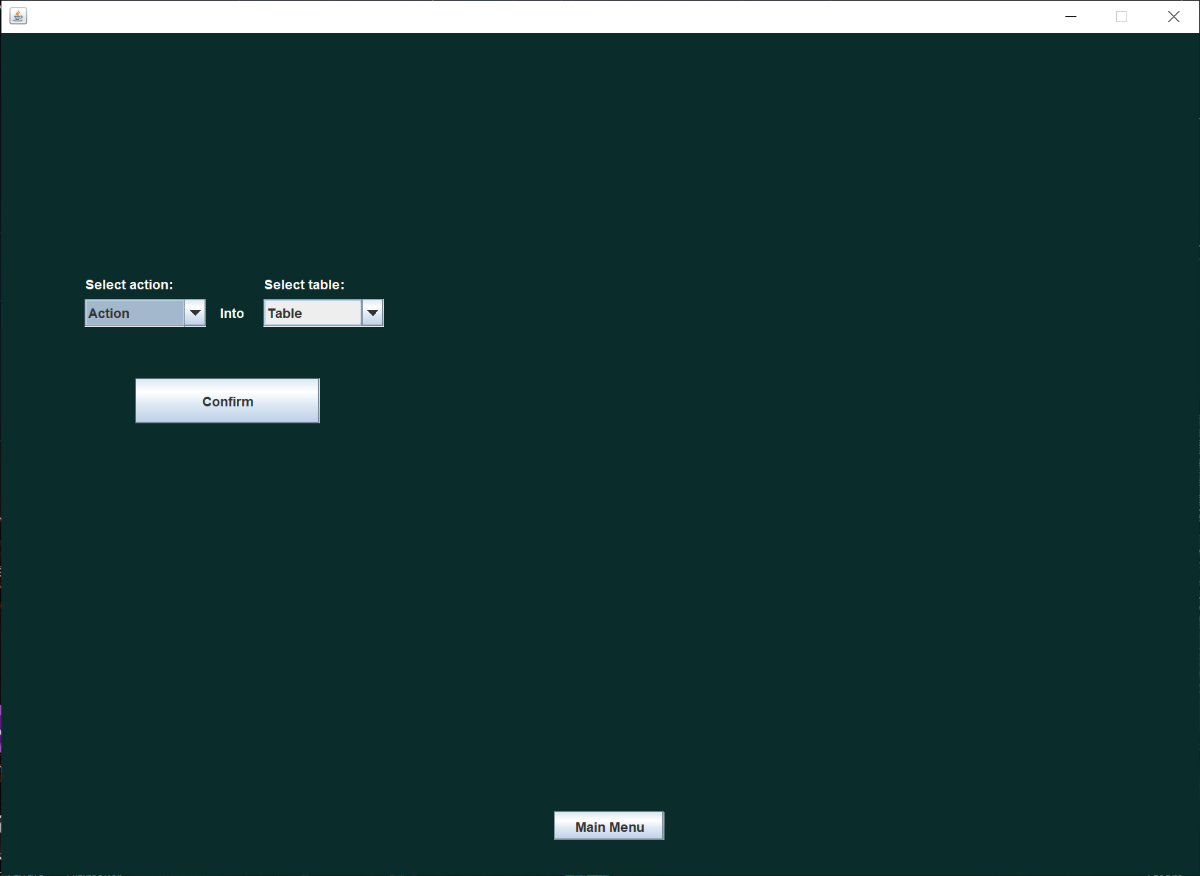 Select action: Select table:
Action Into Table
Confirm
Main Menu